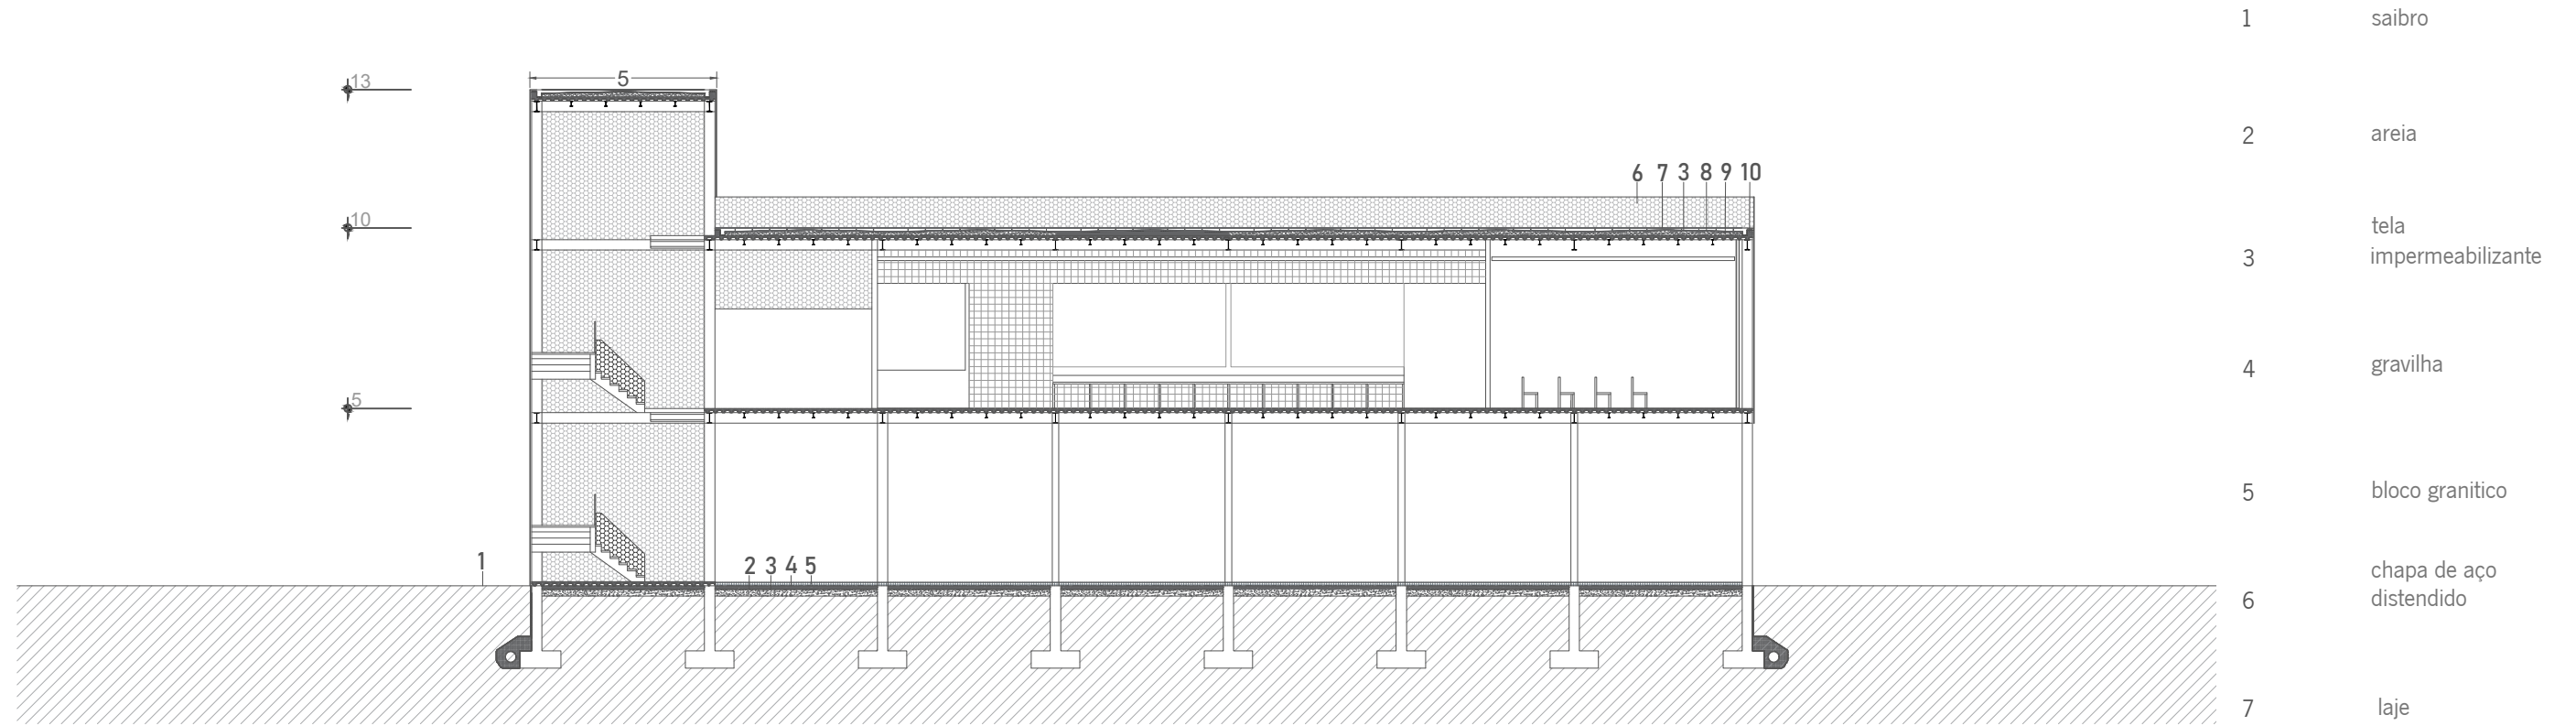 1 saibro
13
5
2 areia
6 7 3 8 9 10
10
tela
3 impermeabilizante
4 gravilha
5
5 bloco granitico
1
2 3 4 5
chapa de aço
6 distendido
7 laje